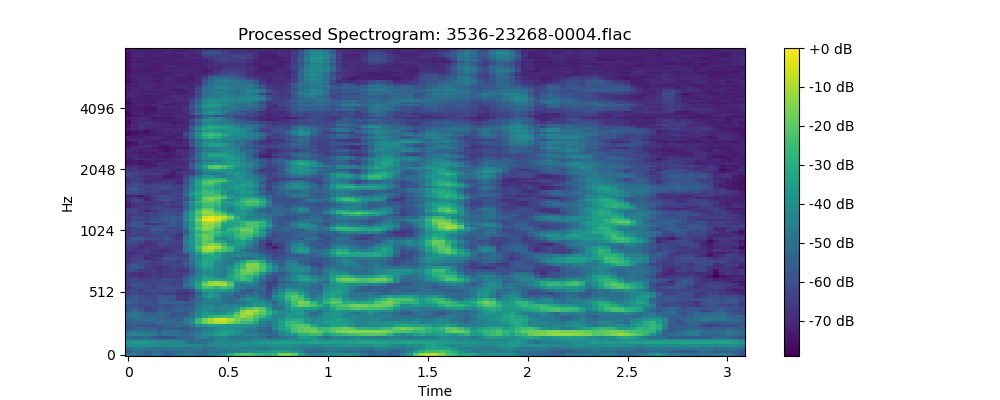 Processed Spectrogram: 3536-23268-0004.flac
Hz
4096
2048
1024
512
0
0
0.5
1
1.5
2
2.5
3
Time
+0 dB
-10 dB
-20 dB
-30 dB
-40 dB
-50 dB
-60 dB
-70 dB